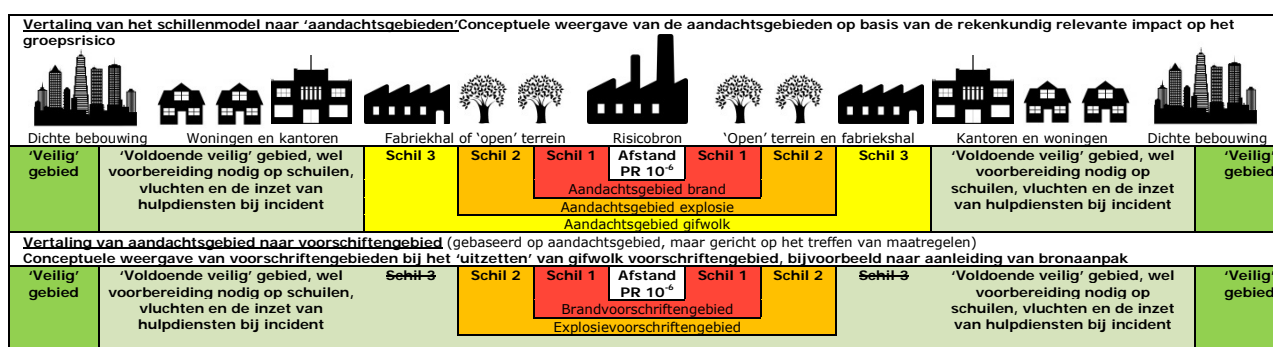 Vertaling van het schillenmodel naar ‘aandachtsgebieden’Conceptuele weergave van de aandachtsgebieden op basis van de rekenkundig relevante impact op het
groepsrisico
Dichte bebouwing Woningen en kantoren Fabriekhal of ‘open’ terrein Risicobron ‘Open’ terrein en fabriekshal Kantoren en woningen Dichte bebouwing
‘Veilig’
gebied
‘Voldoende veilig’ gebied, wel
voorbereiding nodig op schuilen,
vluchten en de inzet van
hulpdiensten bij incident
Schil 3
Schil 2
Schil 1
Afstand
PR 10⁻⁶
Schil 1
Schil 2
Schil 3
‘Voldoende veilig’ gebied, wel
voorbereiding nodig op
schuilen, vluchten en de inzet
van hulpdiensten bij incident
‘Veilig’
gebied
Aandachtsgebied brand
Aandachtsgebied explosie
Aandachtsgebied gifwolk
Vertaling van aandachtsgebied naar voorschiftengebied (gebaseerd op aandachtsgebied, maar gericht op het treffen van maatregelen)
Conceptuele weergave van voorschriftengebieden bij het ‘uitzetten’ van gifwolk voorschriftengebied, bijvoorbeeld naar aanleiding van bronaanpak
‘Veilig’
gebied
‘Voldoende veilig’ gebied, wel
voorbereiding nodig op schuilen,
vluchten en de inzet van
hulpdiensten bij incident
Schil 3
Schil 2
Schil 1
Afstand
PR 10⁻⁶
Schil 1
Schil 2
Schil 3
‘Voldoende veilig’ gebied, wel
voorbereiding nodig op
schuilen, vluchten en de inzet
van hulpdiensten bij incident
‘Veilig’
gebied
Brandvoorschriftengebied
Explosievoorschriftengebied